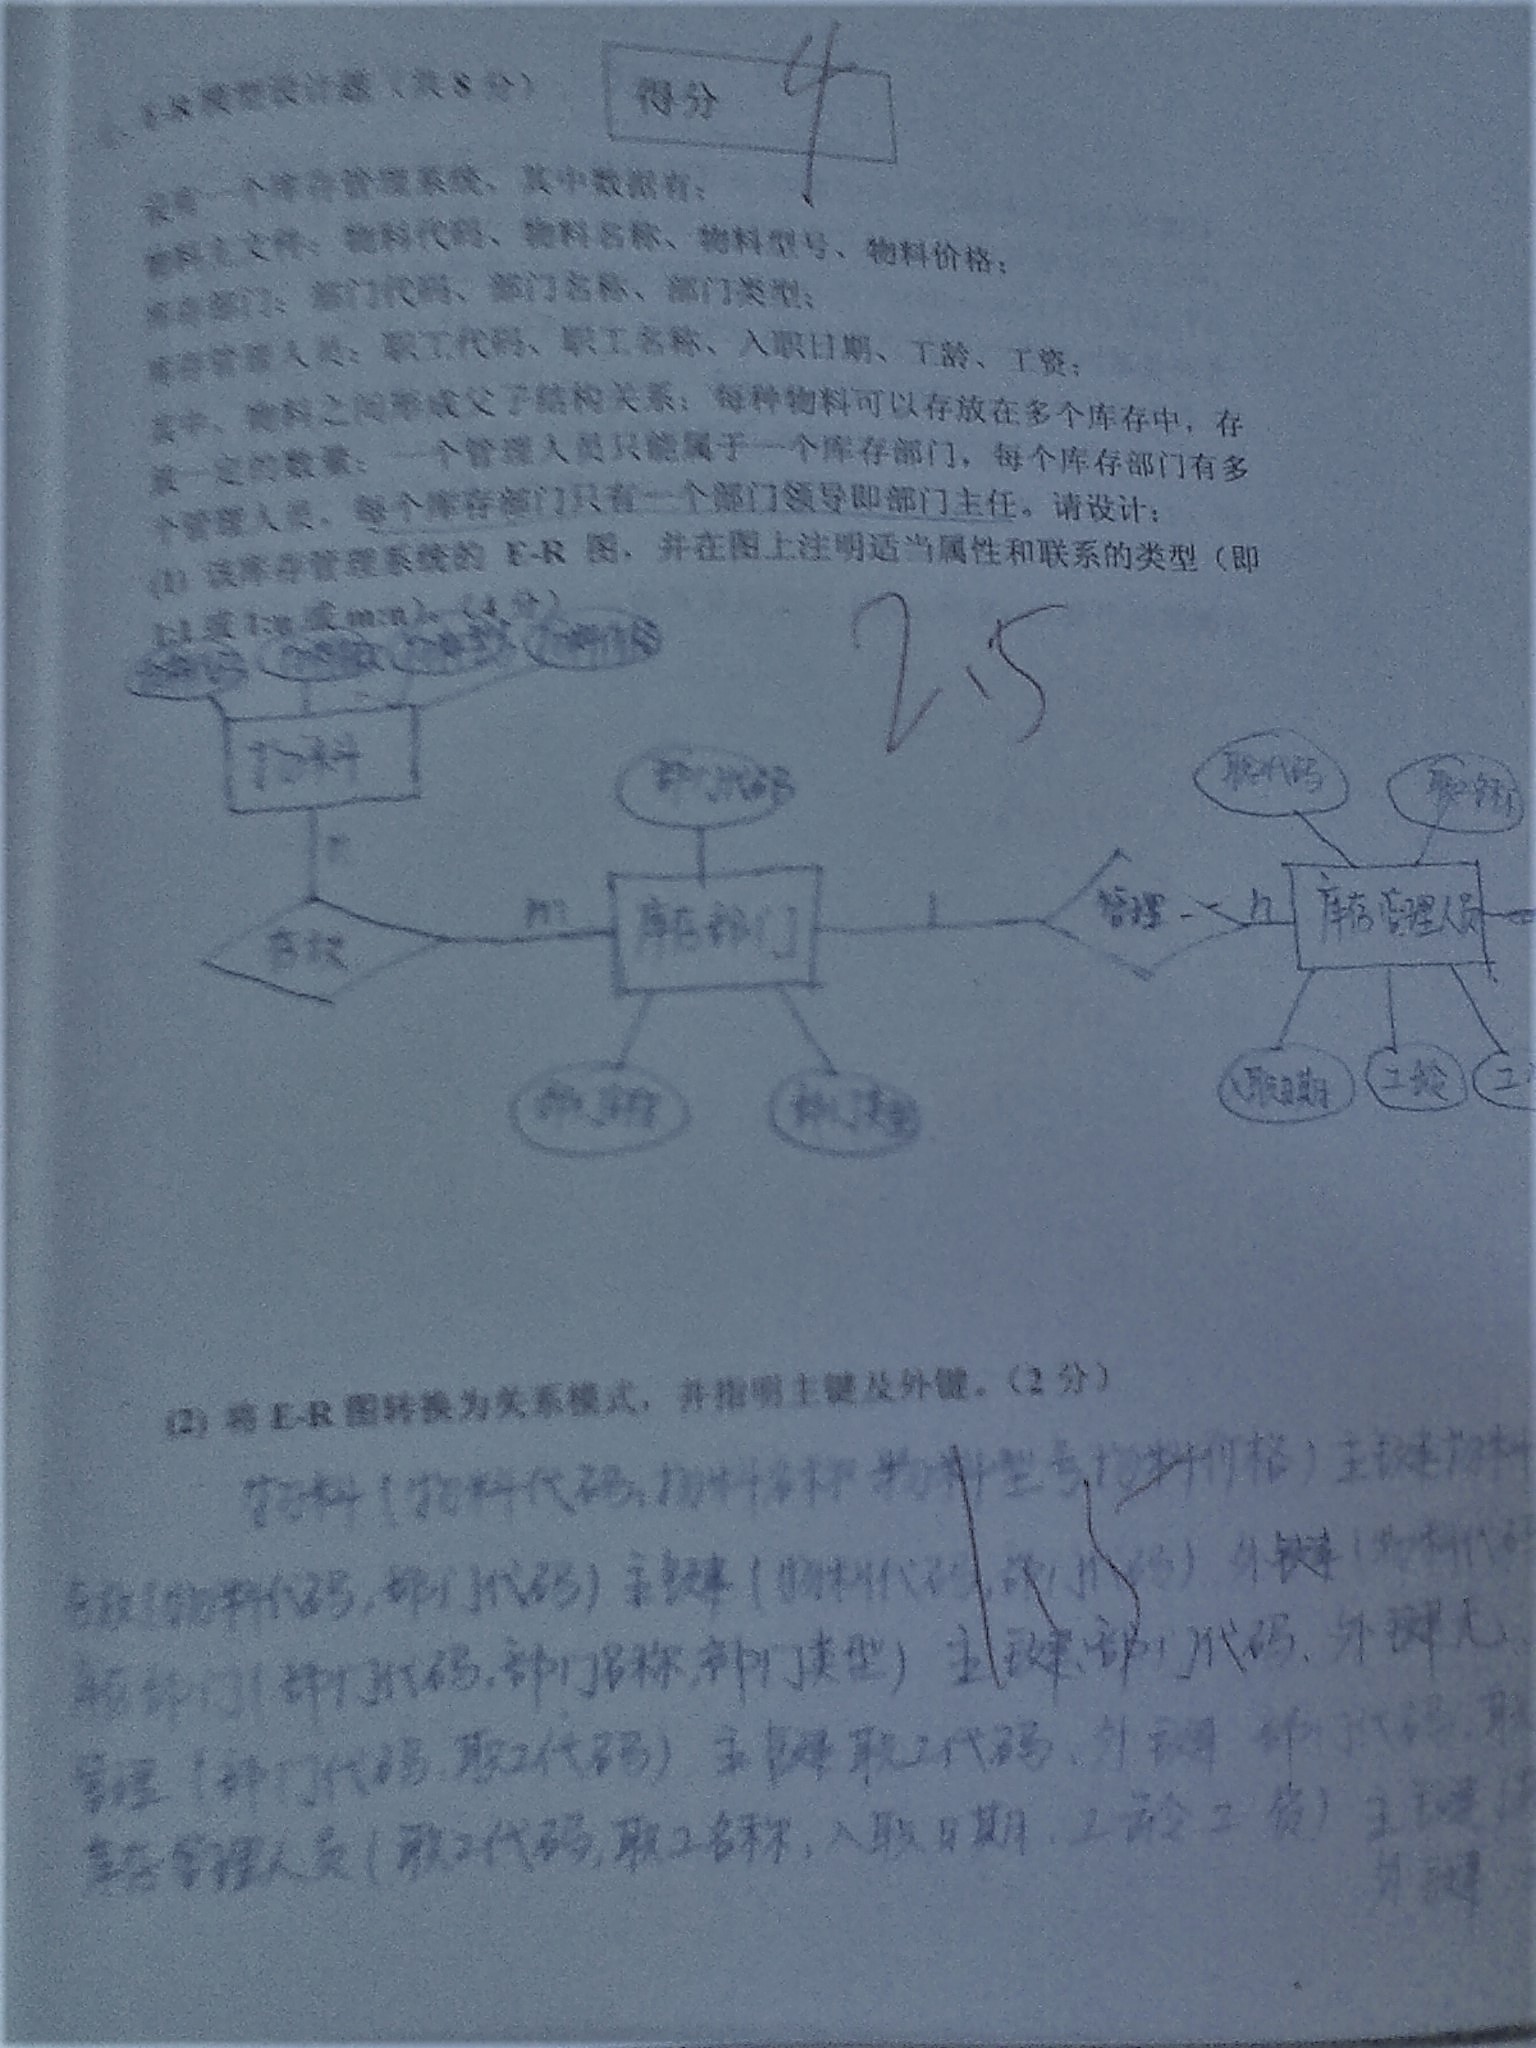 E-R模型设计题（共8分）
得分 4
设有一个库存管理系统，其中数据有：
物料主文件：物料代码、物料名称、物料型号、物料价格；
库存部门：部门代码、部门名称、部门类型；
库存管理人员：职工代码、职工名称、入职日期、工龄、工资；
其中，物料之间形成父子结构关系；每种物料可以存放在多个库存中，存
放一定的数量；一个管理人员只能属于一个库存部门，每个库存部门有多
个管理人员，每个库存部门只有一个部门领导即部门主任。请设计：
(1) 该库存管理系统的 E-R 图，并在图上注明适当属性和联系的类型（即
1:1 或 1:n 或 m:n）。（4 分）
2.5
物料
部门代码
职工代码
n
存放
m
库存部门
1
管理
n
库存管理人员
部门名称
部门类型
入职日期
工龄
(2) 将 E-R 图转换为关系模式，并指明主键及外键。（2 分）
1.5
物料（物料代码，物料名称 物料型号，物料价格）主键物料
存放（物料代码，部门代码）主键（物料代码，部门代码）外键（物料代码
库存部门（部门代码，部门名称，部门类型）主键：部门代码、外键无
管理（部门代码，职工代码）主键 职工代码、外键 部门代码、职
库存管理人员（职工代码，职工名称，入职日期，工龄 工资）主键
外键